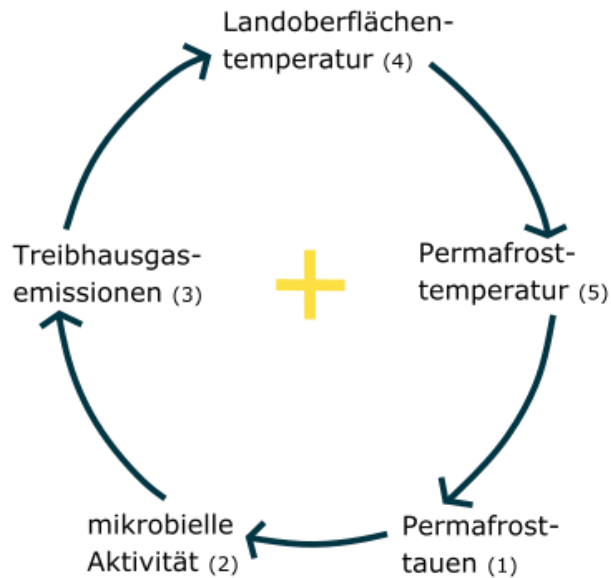 Landoberflächen-
temperatur (4)
Permafrost-
temperatur (5)
Permafrost-
tauen (1)
mikrobielle
Aktivität (2)
Treibhausgas-
emissionen (3)
+